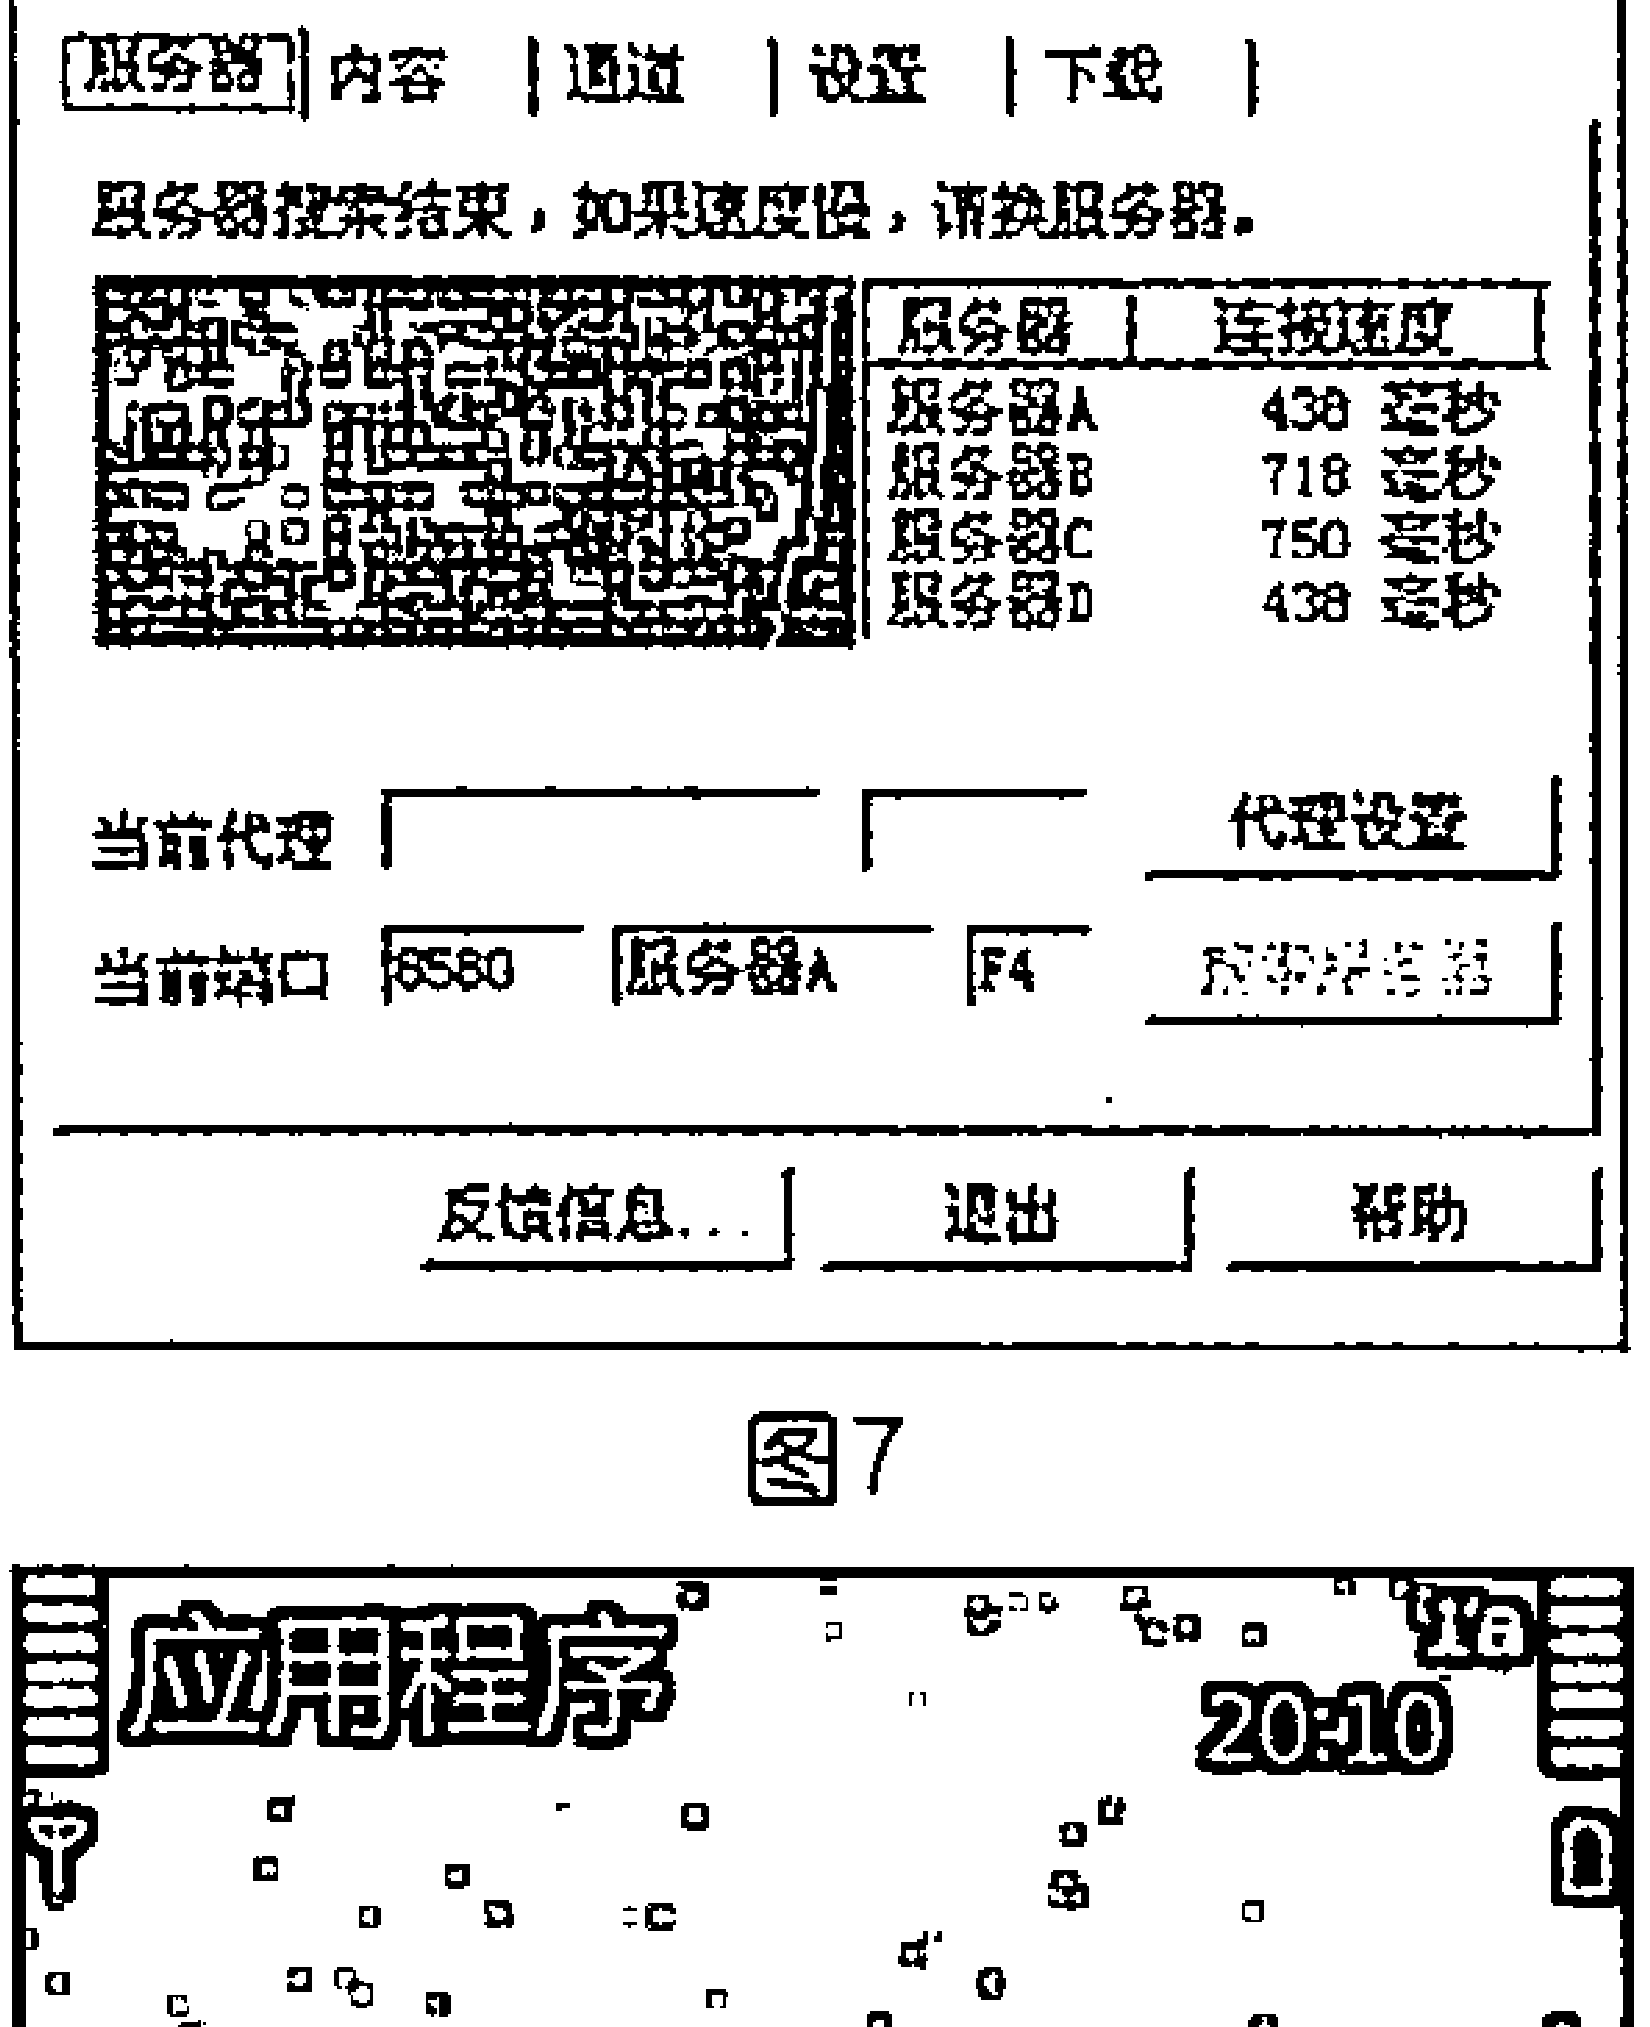 服务器 内容 通道 设置 下载
服务器搜索结束，如果速度慢，请换服务器。
服务器 连接速度
服务器A 438 毫秒
服务器B 718 毫秒
服务器C 750 毫秒
服务器D 438 毫秒
当前代理 代理设置
当前端口 8580 服务器A F4
反馈信息... 退出 帮助
图7
应用程序
20:10